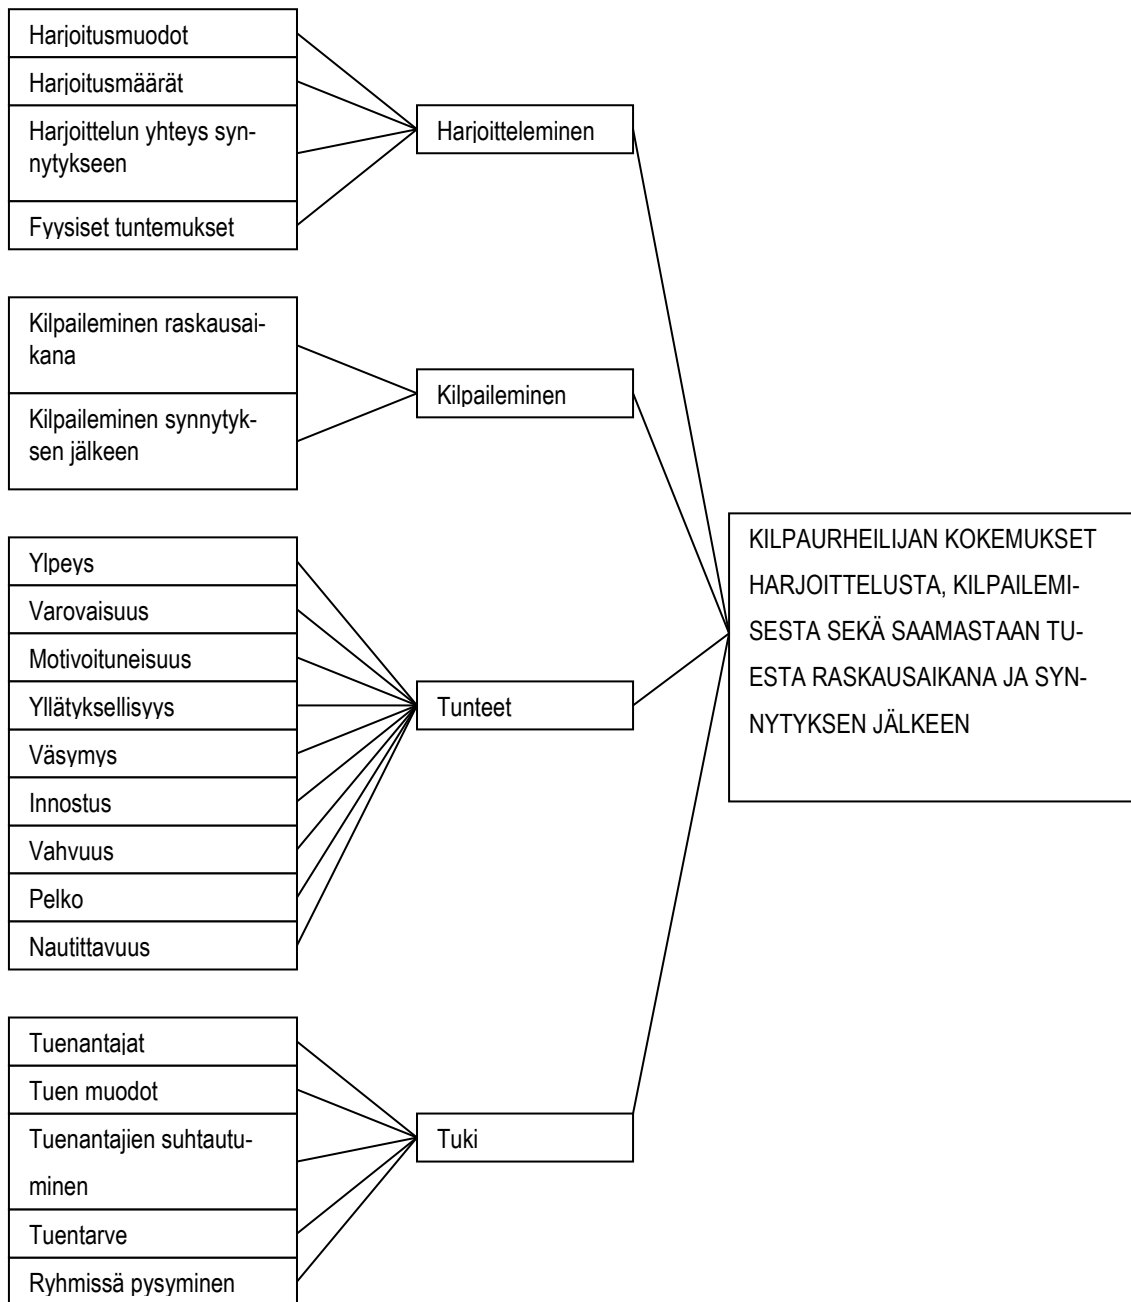 Harjoitusmuodot
Harjoitusmäärät
Harjoittelun yhteys syn-
nytykseen
Fyysiset tuntemukset
Harjoitteleminen
Kilpaileminen raskausai-
kana
Kilpaileminen synnytyk-
sen jälkeen
Kilpaileminen
Ylpeys
Varovaisuus
Motivoituneisuus
Yllätyksellisyys
Väsymys
Innostus
Vahvuus
Pelko
Nautittavuus
Tunteet
Tuenantajat
Tuen muodot
Tuenantajien suhtautu-
minen
Tuentarve
Ryhmissä pysyminen
Tuki
KILPAURHEILIJAN KOKEMUKSET
HARJOITTELUSTA, KILPAILEMI-
SESTA SEKÄ SAAMASTAAN TU-
ESTA RASKAUSAIKANA JA SYN-
NYTYKSEN JÄLKEEN